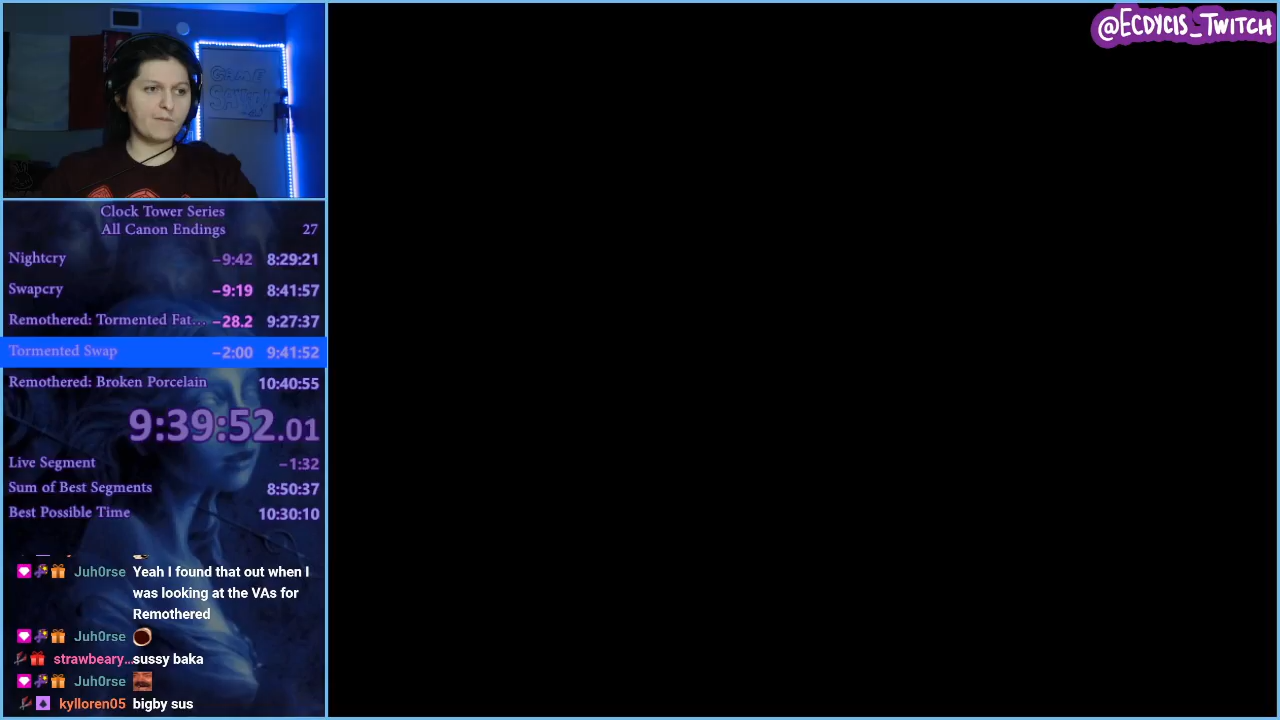 @ECDYCIS_TWITCH
GAME
Clock Tower Series
All Canon Endings 27
Nightcry −9:42 8:29:21
Swapcry −9:19 8:41:57
Remothered: Tormented Fat... −28.2 9:27:37
Tormented Swap −2:00 9:41:52
Remothered: Broken Porcelain 10:40:55
9:39:52.01
Live Segment −1:32
Sum of Best Segments 8:50:37
Best Possible Time 10:30:10
Juh0rse Yeah I found that out when I
was looking at the VAs for
Remothered
Juh0rse
strawbeary... sussy baka
Juh0rse
kylloren05 bigby sus